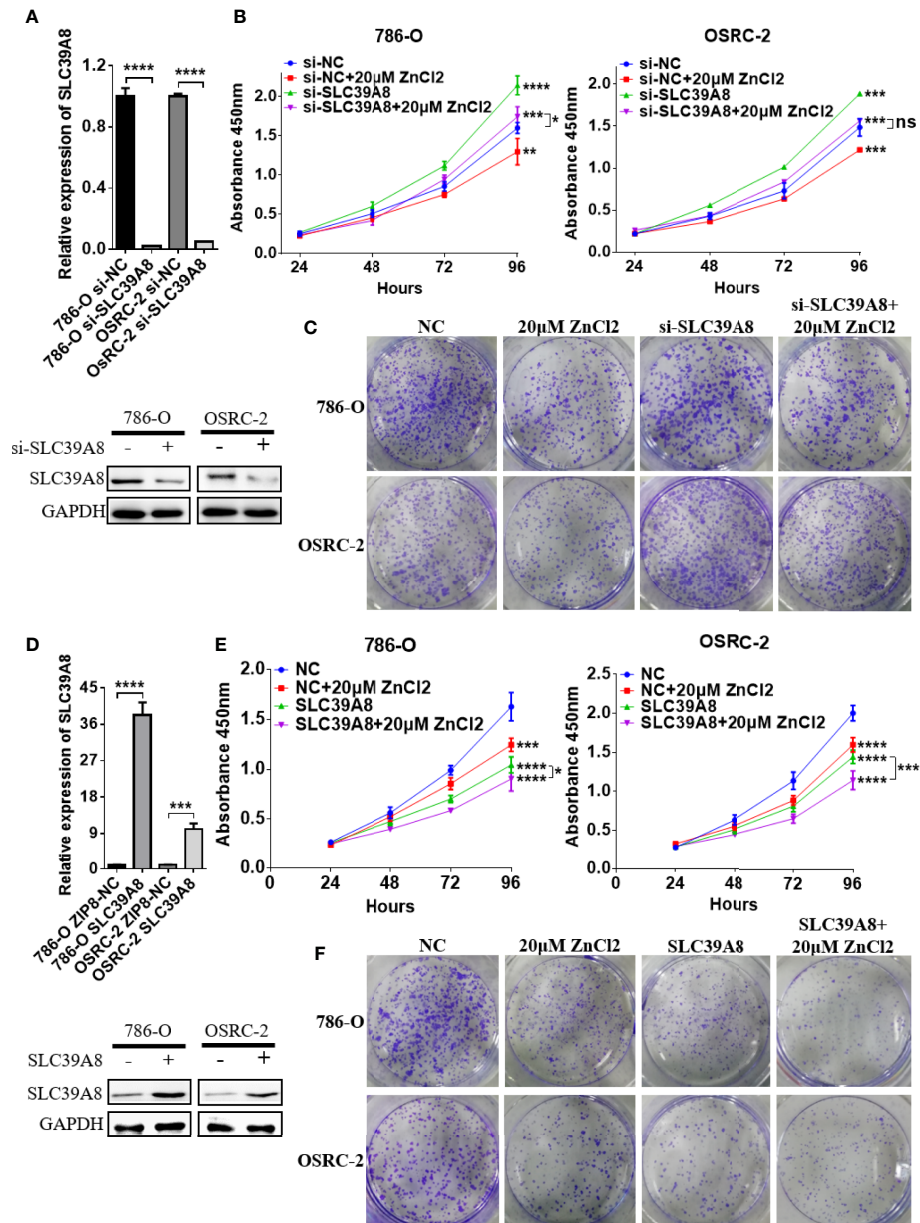 A
Relative expression of SLC39A8
1.2
0.8
0.4
0.0
****
****
786-O si-NC
786-O si-SLC39A8
OSRC-2 si-NC
OsRC-2 si-SLC39A8
786-O
OSRC-2
si-SLC39A8
-
+
-
+
SLC39A8
GAPDH
B
786-O
si-NC
si-NC+20μM ZnCl2
si-SLC39A8
si-SLC39A8+20μM ZnCl2
Absorbance 450nm
2.0
1.5
1.0
0.5
0.0
24
48
72
96
Hours
****
***
*
**
OSRC-2
si-NC
si-NC+20μM ZnCl2
si-SLC39A8
si-SLC39A8+20μM ZnCl2
Absorbance 450nm
2.0
1.5
1.0
0.5
0.0
24
48
72
96
Hours
***
***
ns
***
C
NC
20μM ZnCl2
si-SLC39A8
si-SLC39A8+
20μM ZnCl2
786-O
OSRC-2
D
Relative expression of SLC39A8
45
36
27
18
9
0
****
***
786-O ZIP8-NC
786-O SLC39A8
OSRC-2 ZIP8-NC
OSRC-2 SLC39A8
786-O
OSRC-2
SLC39A8
-
+
-
+
SLC39A8
GAPDH
E
786-O
NC
NC+20μM ZnCl2
SLC39A8
SLC39A8+20μM ZnCl2
Absorbance 450nm
2.0
1.5
1.0
0.5
0.0
0
24
48
72
96
Hours
***
****
*
****
OSRC-2
NC
NC+20μM ZnCl2
SLC39A8
SLC39A8+20μM ZnCl2
Absorbance 450nm
2.5
2.0
1.5
1.0
0.5
0.0
0
24
48
72
96
Hours
****
****
***
****
F
NC
20μM ZnCl2
SLC39A8
SLC39A8+
20μM ZnCl2
786-O
OSRC-2